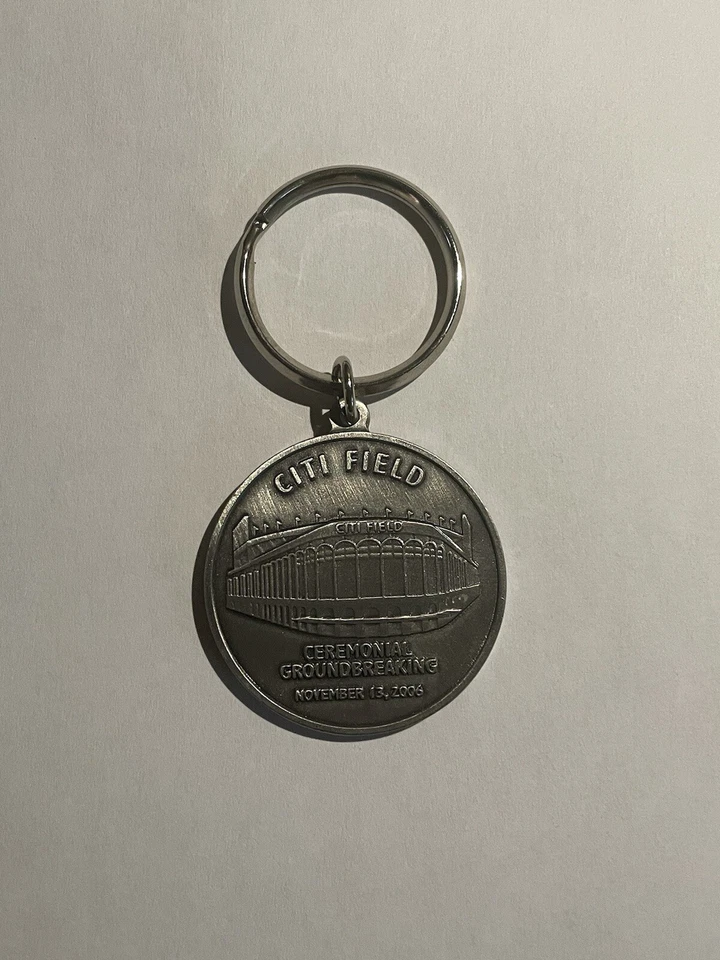 CITI FIELD
CITI FIELD
CEREMONIAL
GROUNDBREAKING
NOVEMBER 13, 2006